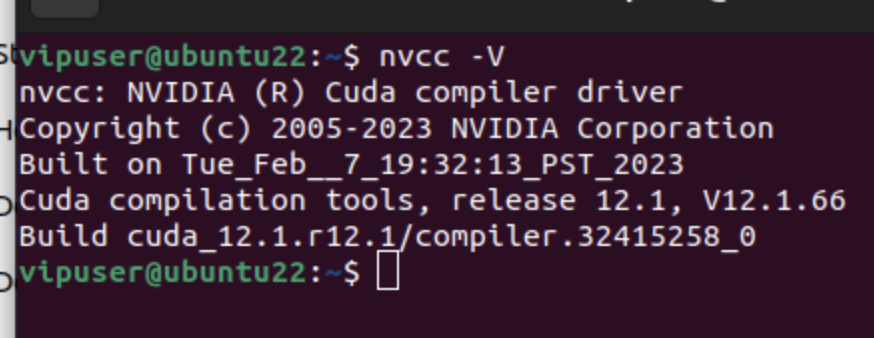 vipuser@ubuntu22:~$ nvcc -V
nvcc: NVIDIA (R) Cuda compiler driver
Copyright (c) 2005-2023 NVIDIA Corporation
Built on Tue_Feb__7_19:32:13_PST_2023
Cuda compilation tools, release 12.1, V12.1.66
Build cuda_12.1.r12.1/compiler.32415258_0
vipuser@ubuntu22:~$